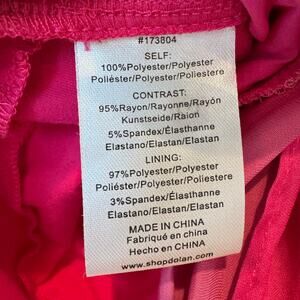 #173804
SELF:
100%Polyester/Polyester
Poliéster/Polyester/Poliestere
CONTRAST:
95%Rayon/Rayonne/Rayón
Kunstseide/Raion
5%Spandex/Élasthanne
Elastano/Elastan/Elastan
LINING:
97%Polyester/Polyester
Poliéster/Polyester/Poliestere
3%Spandex/Élasthanne
Elastano/Elastan/Elastan
MADE IN CHINA
Fabriqué en china
Hecho en CHINA
www.shopdolan.com